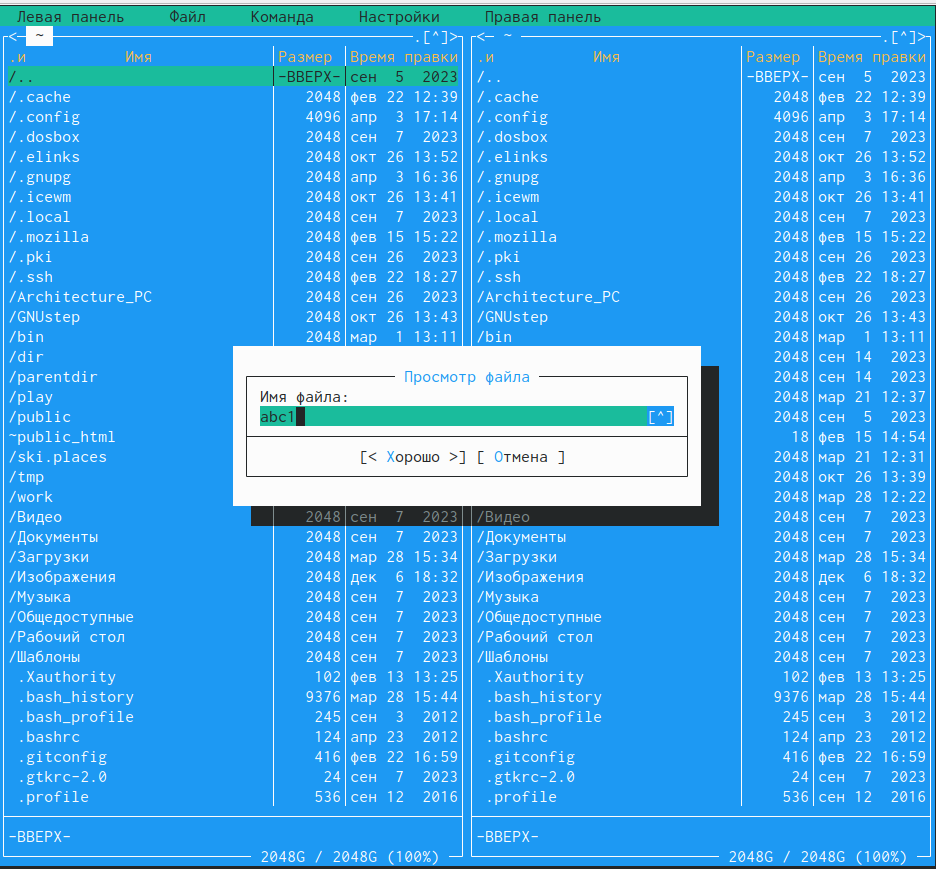 Левая панель Файл Команда Настройки Правая панель
~ .[^]> <─ ~ .[^]>
.и Имя Размер Время правки .и Имя Размер Время правки
/.. -ВВЕРХ- сен 5 2023 /.. -ВВЕРХ- сен 5 2023
/.cache 2048 фев 22 12:39 /.cache 2048 фев 22 12:39
/.config 4096 апр 3 17:14 /.config 4096 апр 3 17:14
/.dosbox 2048 сен 7 2023 /.dosbox 2048 сен 7 2023
/.elinks 2048 окт 26 13:52 /.elinks 2048 окт 26 13:52
/.gnupg 2048 апр 3 16:36 /.gnupg 2048 апр 3 16:36
/.icewm 2048 окт 26 13:41 /.icewm 2048 окт 26 13:41
/.local 2048 сен 7 2023 /.local 2048 сен 7 2023
/.mozilla 2048 фев 15 15:22 /.mozilla 2048 фев 15 15:22
/.pki 2048 сен 26 2023 /.pki 2048 сен 26 2023
/.ssh 2048 фев 22 18:27 /.ssh 2048 фев 22 18:27
/Architecture_PC 2048 сен 26 2023 /Architecture_PC 2048 сен 26 2023
/GNUstep 2048 окт 26 13:43 /GNUstep 2048 окт 26 13:43
/bin 2048 мар 1 13:11 /bin 2048 мар 1 13:11
/dir 2048 сен 14 2023
/parentdir Просмотр файла 2048 сен 14 2023
/play Имя файла: 2048 мар 21 12:37
/public abc1 [^] 2048 сен 5 2023
~public_html 18 фев 15 14:54
/ski.places [< Хорошо >] [ Отмена ] 2048 мар 21 12:31
/tmp 2048 окт 26 13:39
/work 2048 мар 28 12:22
/Видео 2048 сен 7 2023 /Видео 2048 сен 7 2023
/Документы 2048 сен 7 2023 /Документы 2048 сен 7 2023
/Загрузки 2048 мар 28 15:34 /Загрузки 2048 мар 28 15:34
/Изображения 2048 дек 6 18:32 /Изображения 2048 дек 6 18:32
/Музыка 2048 сен 7 2023 /Музыка 2048 сен 7 2023
/Общедоступные 2048 сен 7 2023 /Общедоступные 2048 сен 7 2023
/Рабочий стол 2048 сен 7 2023 /Рабочий стол 2048 сен 7 2023
/Шаблоны 2048 сен 7 2023 /Шаблоны 2048 сен 7 2023
.Xauthority 102 фев 13 13:25 .Xauthority 102 фев 13 13:25
.bash_history 9376 мар 28 15:44 .bash_history 9376 мар 28 15:44
.bash_profile 245 сен 3 2012 .bash_profile 245 сен 3 2012
.bashrc 124 апр 23 2012 .bashrc 124 апр 23 2012
.gitconfig 416 фев 22 16:59 .gitconfig 416 фев 22 16:59
.gtkrc-2.0 24 сен 7 2023 .gtkrc-2.0 24 сен 7 2023
.profile 536 сен 12 2016 .profile 536 сен 12 2016
-ВВЕРХ- -ВВЕРХ-
2048G / 2048G (100%) 2048G / 2048G (100%)